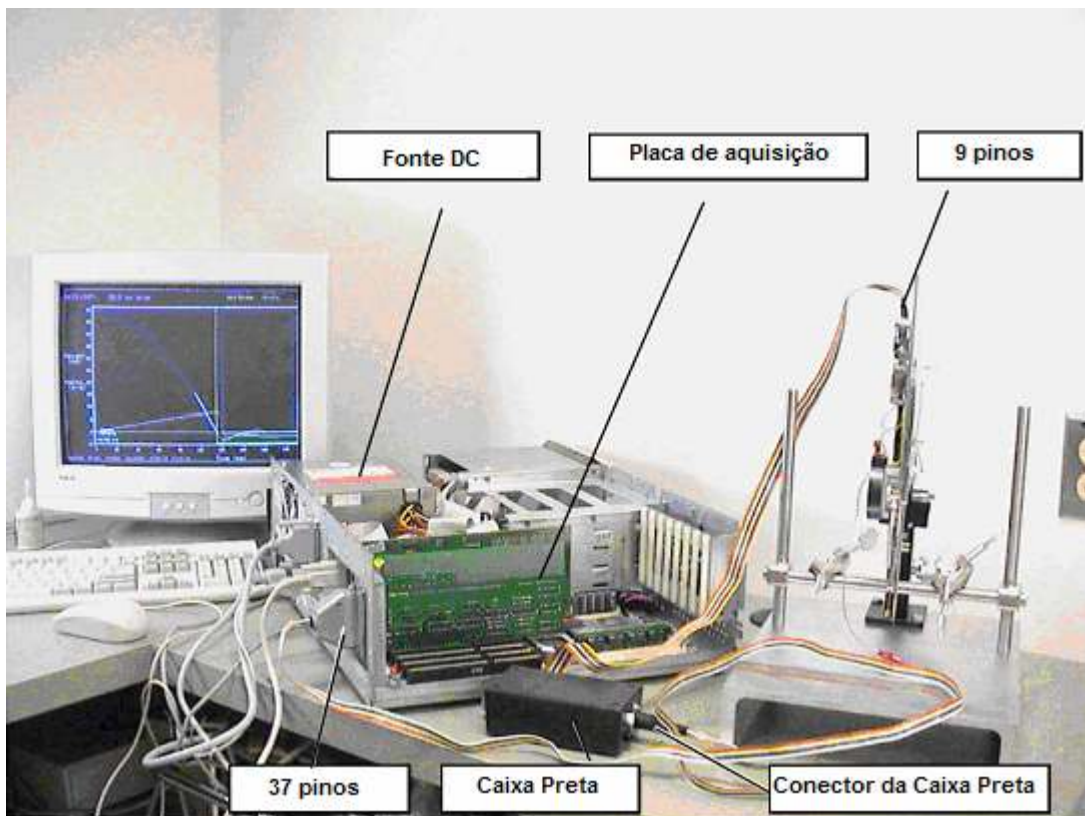 Fonte DC
Placa de aquisição
9 pinos
37 pinos
Caixa Preta
Conector da Caixa Preta